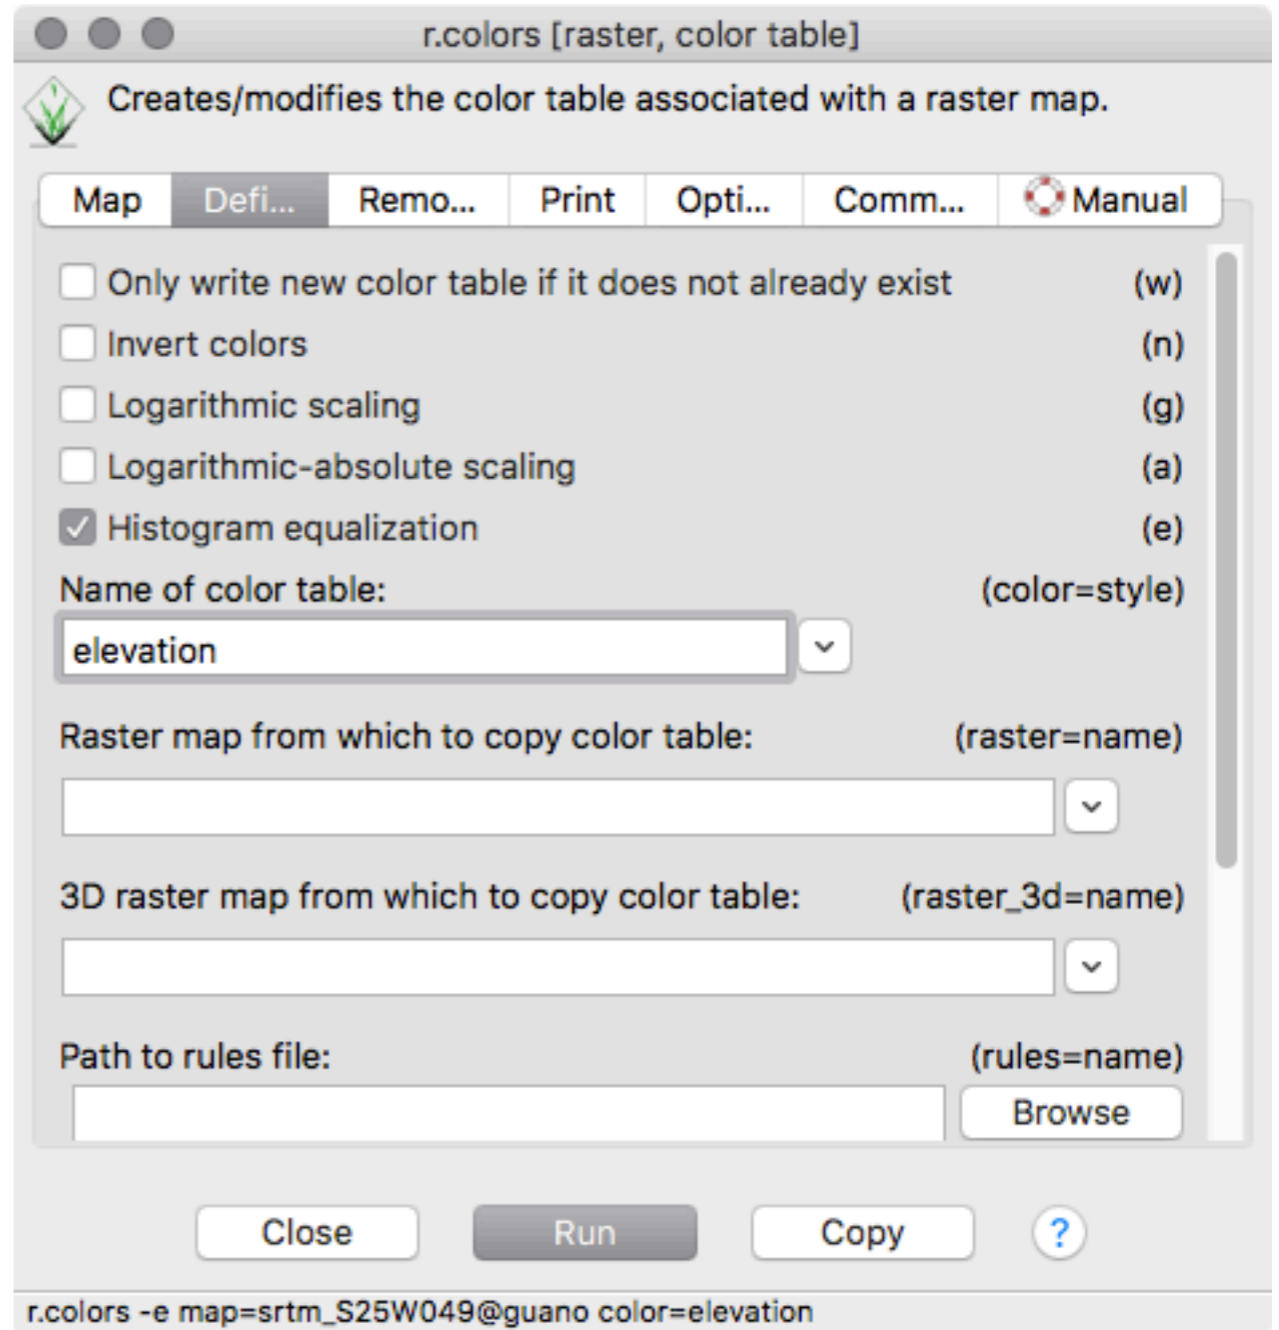 r.colors [raster, color table]
Creates/modifies the color table associated with a raster map.
Map Defi... Remo... Print Opti... Comm... Manual
Only write new color table if it does not already exist (w)
Invert colors (n)
Logarithmic scaling (g)
Logarithmic-absolute scaling (a)
Histogram equalization (e)
Name of color table: (color=style)
elevation
Raster map from which to copy color table: (raster=name)
3D raster map from which to copy color table: (raster_3d=name)
Path to rules file: (rules=name)
Browse
Close Run Copy ?
r.colors -e map=srtm_S25W049@guano color=elevation